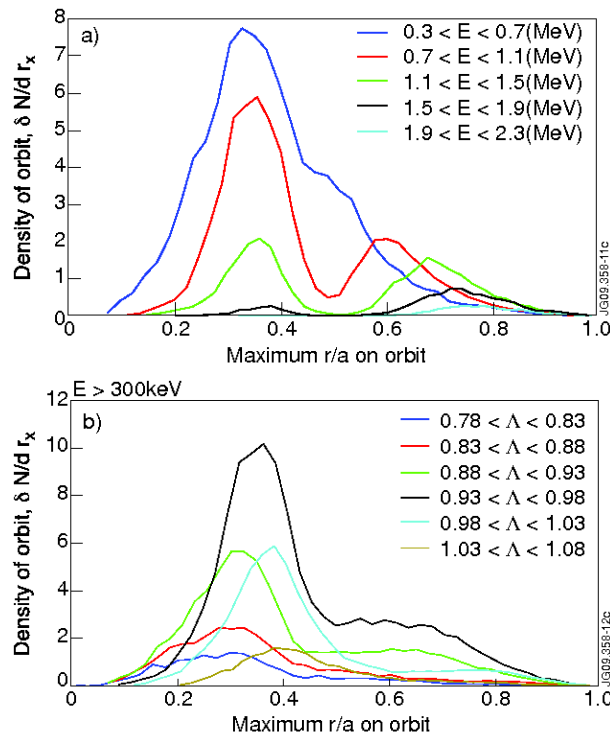 a)
0.3 < E < 0.7(MeV)
0.7 < E < 1.1(MeV)
1.1 < E < 1.5(MeV)
1.5 < E < 1.9(MeV)
1.9 < E < 2.3(MeV)
Density of orbit, δ N/d r_x
8
7
6
5
4
3
2
1
0
0 0.2 0.4 0.6 0.8 1.0
Maximum r/a on orbit
JG09.358-11c
E > 300keV
b)
0.78 < Λ < 0.83
0.83 < Λ < 0.88
0.88 < Λ < 0.93
0.93 < Λ < 0.98
0.98 < Λ < 1.03
1.03 < Λ < 1.08
Density of orbit, δ N/d r_x
12
10
8
6
4
2
0
0 0.2 0.4 0.6 0.8 1.0
Maximum r/a on orbit
JG09.358-12c